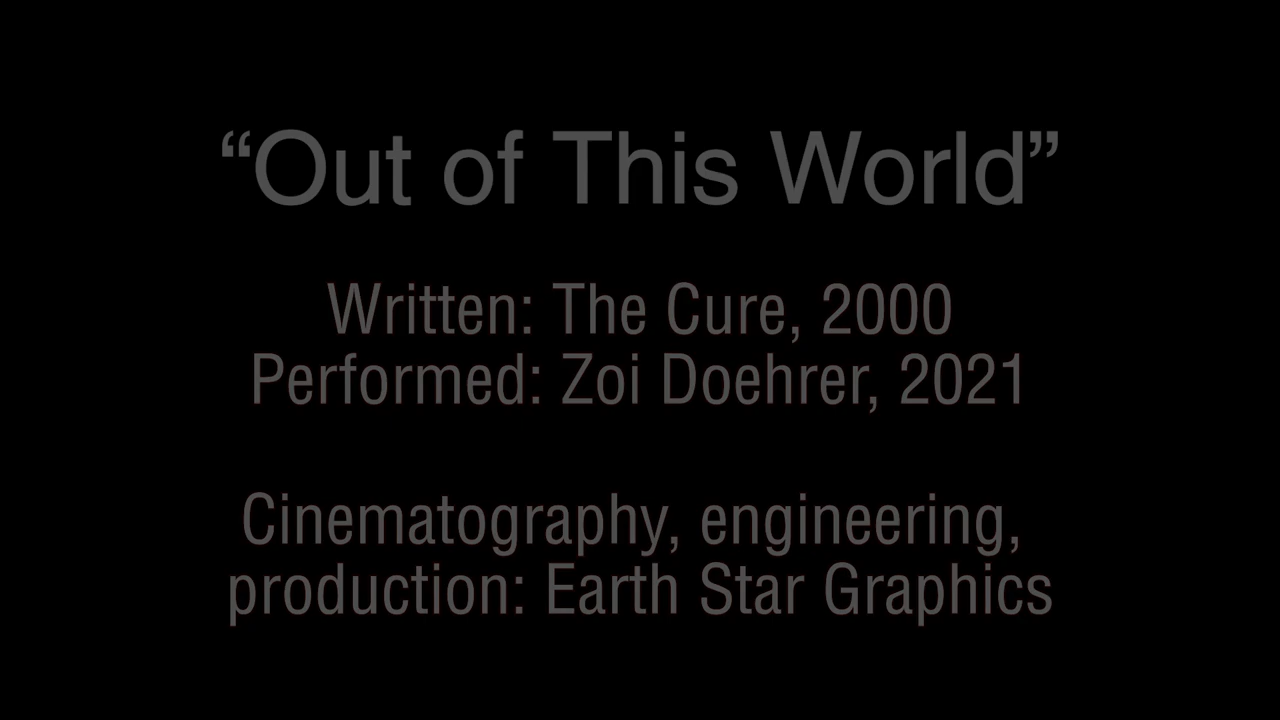 “Out of This World”
Written: The Cure, 2000
Performed: Zoi Doehrer, 2021
Cinematography, engineering,
production: Earth Star Graphics